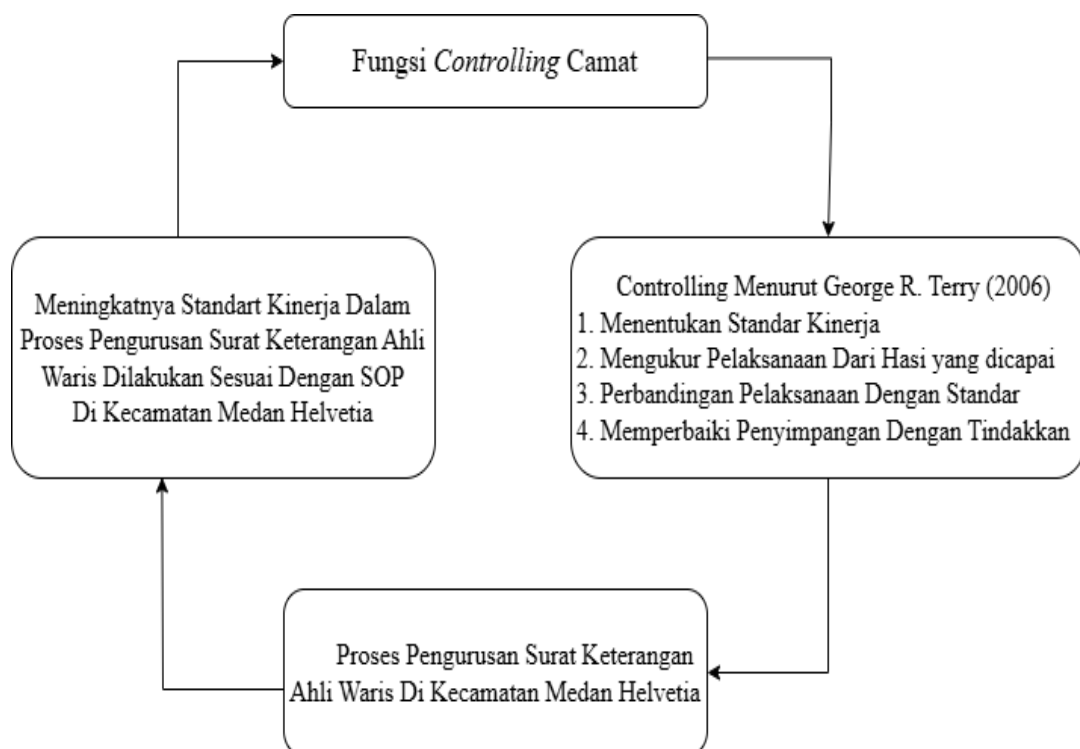 Fungsi Controlling Camat
Controlling Menurut George R. Terry (2006)
1. Menentukan Standar Kinerja
2. Mengukur Pelaksanaan Dari Hasi yang dicapai
3. Perbandingan Pelaksanaan Dengan Standar
4. Memperbaiki Penyimpangan Dengan Tindakkan
Proses Pengurusan Surat Keterangan
Ahli Waris Di Kecamatan Medan Helvetia
Meningkatnya Standart Kinerja Dalam
Proses Pengurusan Surat Keterangan Ahli
Waris Dilakukan Sesuai Dengan SOP
Di Kecamatan Medan Helvetia